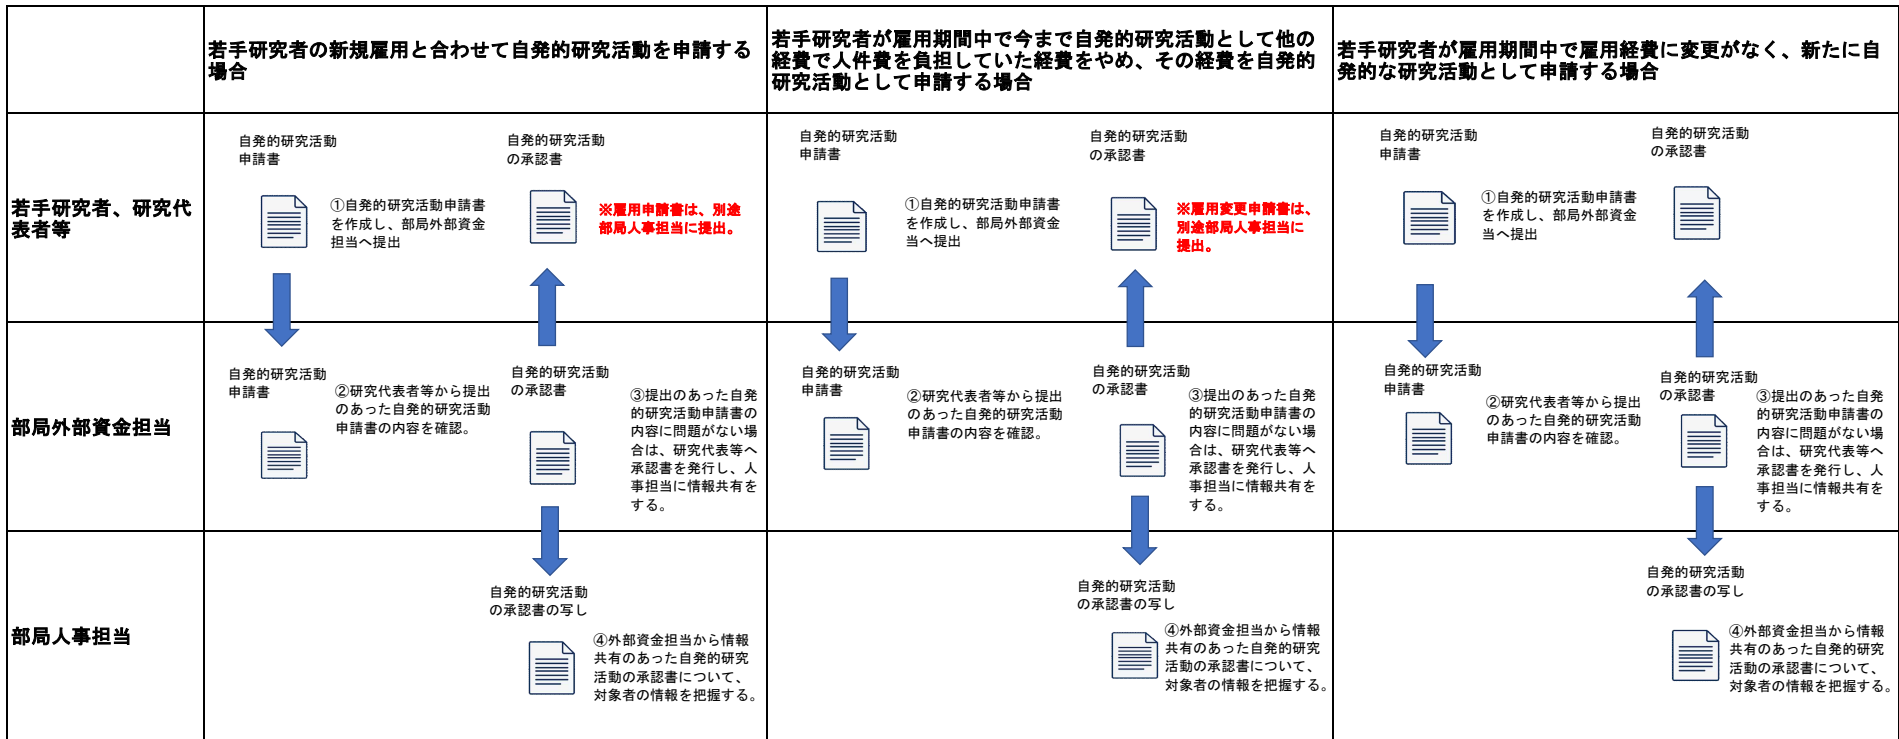 若手研究者の新規雇用と合わせて自発的研究活動を申請する
場合
若手研究者が雇用期間中で今まで自発的研究活動として他の
経費で人件費を負担していた経費をやめ、その経費を自発的
研究活動として申請する場合
若手研究者が雇用期間中で雇用経費に変更がなく、新たに自
発的な研究活動として申請する場合
若手研究者、研究代
表者等
自発的研究活動
申請書
①自発的研究活動申請書
を作成し、部局外部資金
担当へ提出
自発的研究活動
の承認書
※雇用申請書は、別途
部局人事担当に提出。
自発的研究活動
申請書
①自発的研究活動申請書
を作成し、部局外部資金
当へ提出
自発的研究活動
の承認書
※雇用変更申請書は、
別途部局人事担当に
提出。
自発的研究活動
申請書
①自発的研究活動申請書
を作成し、部局外部資金
当へ提出
自発的研究活動
の承認書
部局外部資金担当
自発的研究活動
申請書
②研究代表者等から提出
のあった自発的研究活動
申請書の内容を確認。
自発的研究活動
の承認書
③提出のあった自発
的研究活動申請書の
内容に問題がない場
合は、研究代表等へ
承認書を発行し、人
事担当に情報共有を
する。
自発的研究活動
申請書
②研究代表者等から提出
のあった自発的研究活動
申請書の内容を確認。
自発的研究活動
の承認書
③提出のあった自発
的研究活動申請書の
内容に問題がない場
合は、研究代表等へ
承認書を発行し、人
事担当に情報共有を
する。
自発的研究活動
申請書
②研究代表者等から提出
のあった自発的研究活動
申請書の内容を確認。
自発的研究活動
の承認書
③提出のあった自発
的研究活動申請書の
内容に問題がない場
合は、研究代表等へ
承認書を発行し、人
事担当に情報共有を
する。
部局人事担当
自発的研究活動
の承認書の写し
④外部資金担当から情報
共有のあった自発的研究
活動の承認書について、
対象者の情報を把握する。
自発的研究活動
の承認書の写し
④外部資金担当から情報
共有のあった自発的研究
活動の承認書について、
対象者の情報を把握する。
自発的研究活動
の承認書の写し
④外部資金担当から情報
共有のあった自発的研究
活動の承認書について、
対象者の情報を把握する。